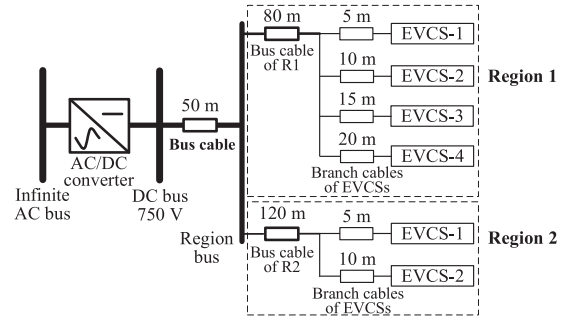 Infinite
AC bus
AC/DC
converter
DC bus
750 V
50 m
Bus cable
Region
bus
80 m
Bus cable
of R1
5 m
EVCS-1
10 m
EVCS-2
15 m
EVCS-3
20 m
EVCS-4
Branch cables
of EVCSs
Region 1
120 m
Bus cable
of R2
5 m
EVCS-1
10 m
EVCS-2
Branch cables
of EVCSs
Region 2